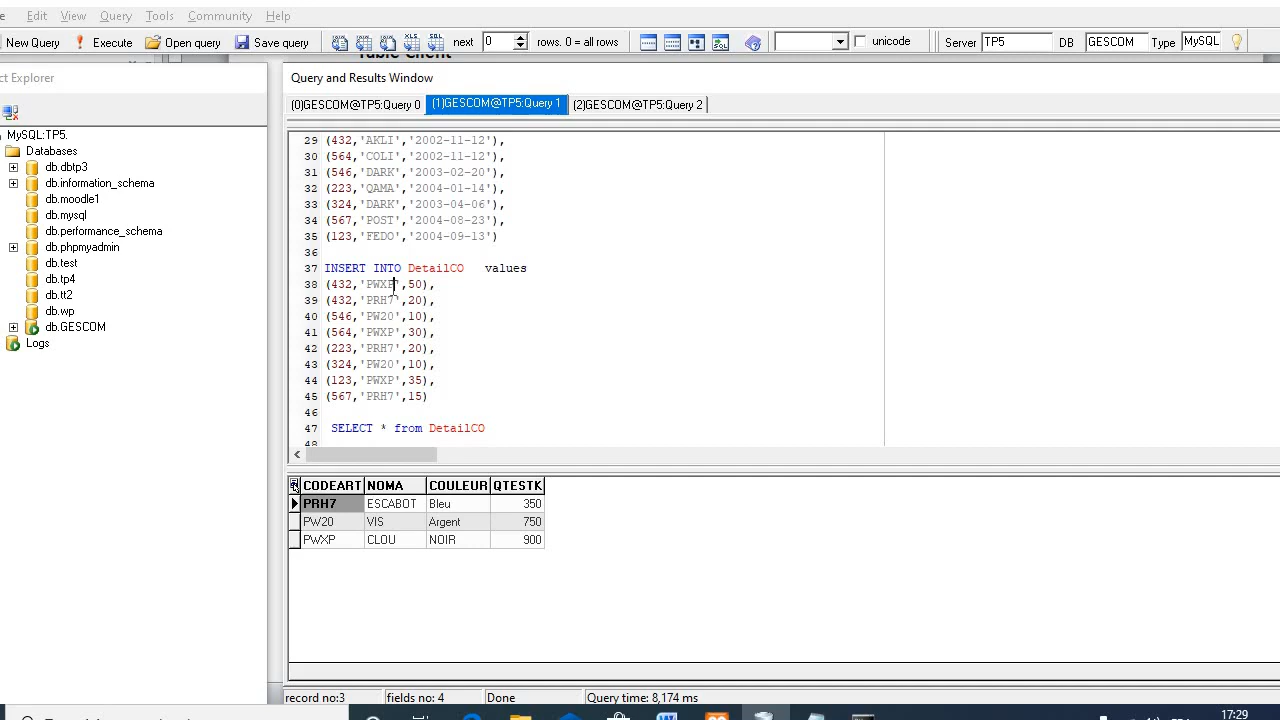 e Edit View Query Tools Community Help
No Query Execute Open query Save query next 0 rows. 0 = all rows unicode Server TP5 DB GESCOM Type MySQL
Table Client
ct Explorer
Query and Results Window
(0)GESCOM@TP5:Query 0 (1)GESCOM@TP5:Query 1 (2)GESCOM@TP5:Query 2
MySQL:TP5.
Databases
db.dbtp3
db.information_schema
db.moodle1
db.mysql
db.performance_schema
db.phpmyadmin
db.test
db.tp4
db.tt2
db.wp
db.GESCOM
Logs
29 (432,'AKLI','2002-11-12'),
30 (564,'COLI','2002-11-12'),
31 (546,'DARK','2003-02-20'),
32 (223,'QAMA','2004-01-14'),
33 (324,'DARK','2003-04-06'),
34 (567,'POST','2004-08-23'),
35 (123,'FEDO','2004-09-13')
36
37 INSERT INTO DetailCO values
38 (432,'PWXP',50),
39 (432,'PRH7',20),
40 (546,'PW20',10),
41 (564,'PWXP',30),
42 (223,'PRH7',20),
43 (324,'PW20',10),
44 (123,'PWXP',35),
45 (567,'PRH7',15)
46
47 SELECT * from DetailCO
48
CODEART NOMA COULEUR QTESTK
PRH7 ESCABOT Bleu 350
PW20 VIS Argent 750
PWXP CLOU NOIR 900
record no:3 fields no: 4 Done Query time: 8,174 ms
17:29